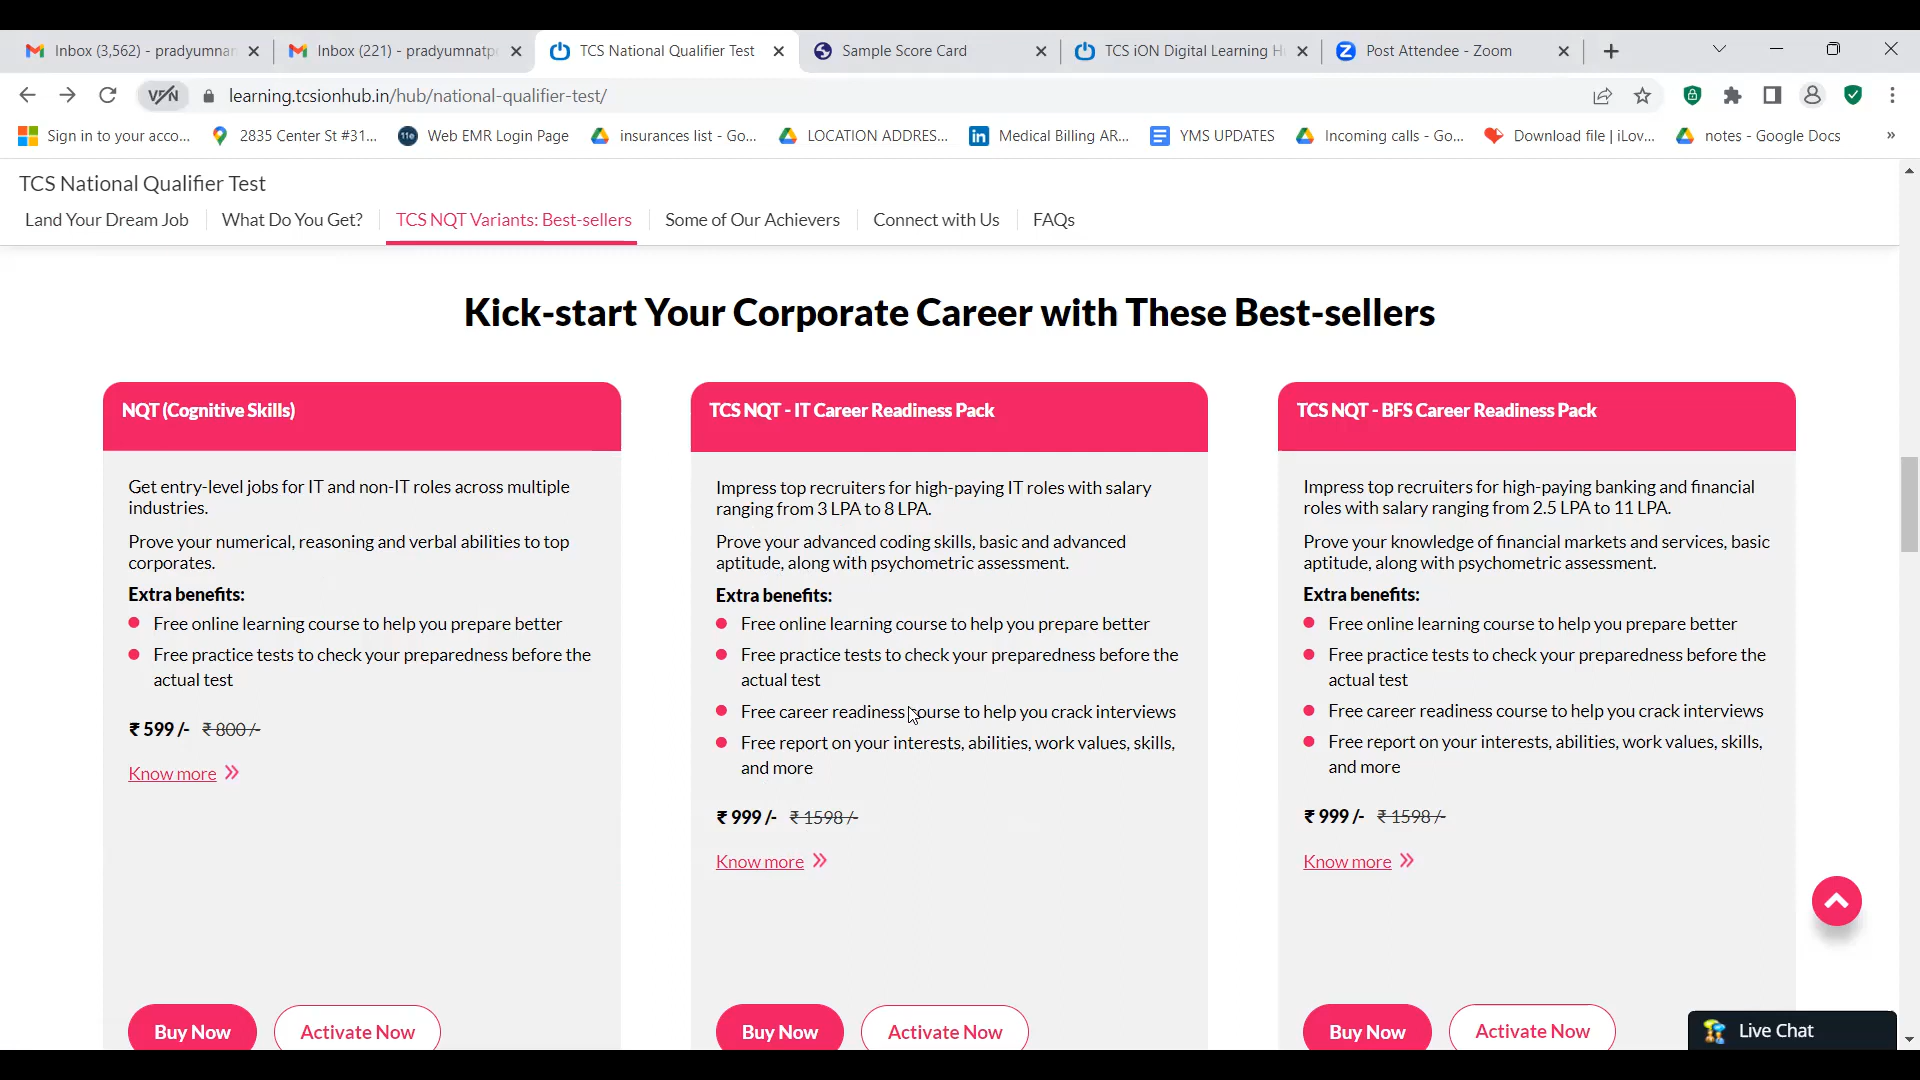 Inbox (3,562) - pradyumnar
Inbox (221) - pradyumnatp
TCS National Qualifier Test
Sample Score Card
TCS iON Digital Learning H
Post Attendee - Zoom
VPN
learning.tcsionhub.in/hub/national-qualifier-test/
Sign in to your acco...
2835 Center St #31...
Web EMR Login Page
insurances list - Go...
LOCATION ADDRES...
Medical Billing AR...
YMS UPDATES
Incoming calls - Go...
Download file | iLov...
notes - Google Docs
TCS National Qualifier Test
Land Your Dream Job
What Do You Get?
TCS NQT Variants: Best-sellers
Some of Our Achievers
Connect with Us
FAQs
Kick-start Your Corporate Career with These Best-sellers
NQT (Cognitive Skills)
Get entry-level jobs for IT and non-IT roles across multiple
industries.
Prove your numerical, reasoning and verbal abilities to top
corporates.
Extra benefits:
Free online learning course to help you prepare better
Free practice tests to check your preparedness before the
actual test
₹ 599 /- ₹ 800 /-
Know more
Buy Now
Activate Now
TCS NQT - IT Career Readiness Pack
Impress top recruiters for high-paying IT roles with salary
ranging from 3 LPA to 8 LPA.
Prove your advanced coding skills, basic and advanced
aptitude, along with psychometric assessment.
Extra benefits:
Free online learning course to help you prepare better
Free practice tests to check your preparedness before the
actual test
Free career readiness course to help you crack interviews
Free report on your interests, abilities, work values, skills,
and more
₹ 999 /- ₹ 1598 /-
Know more
Buy Now
Activate Now
TCS NQT - BFS Career Readiness Pack
Impress top recruiters for high-paying banking and financial
roles with salary ranging from 2.5 LPA to 11 LPA.
Prove your knowledge of financial markets and services, basic
aptitude, along with psychometric assessment.
Extra benefits:
Free online learning course to help you prepare better
Free practice tests to check your preparedness before the
actual test
Free career readiness course to help you crack interviews
Free report on your interests, abilities, work values, skills,
and more
₹ 999 /- ₹ 1598 /-
Know more
Buy Now
Activate Now
Live Chat